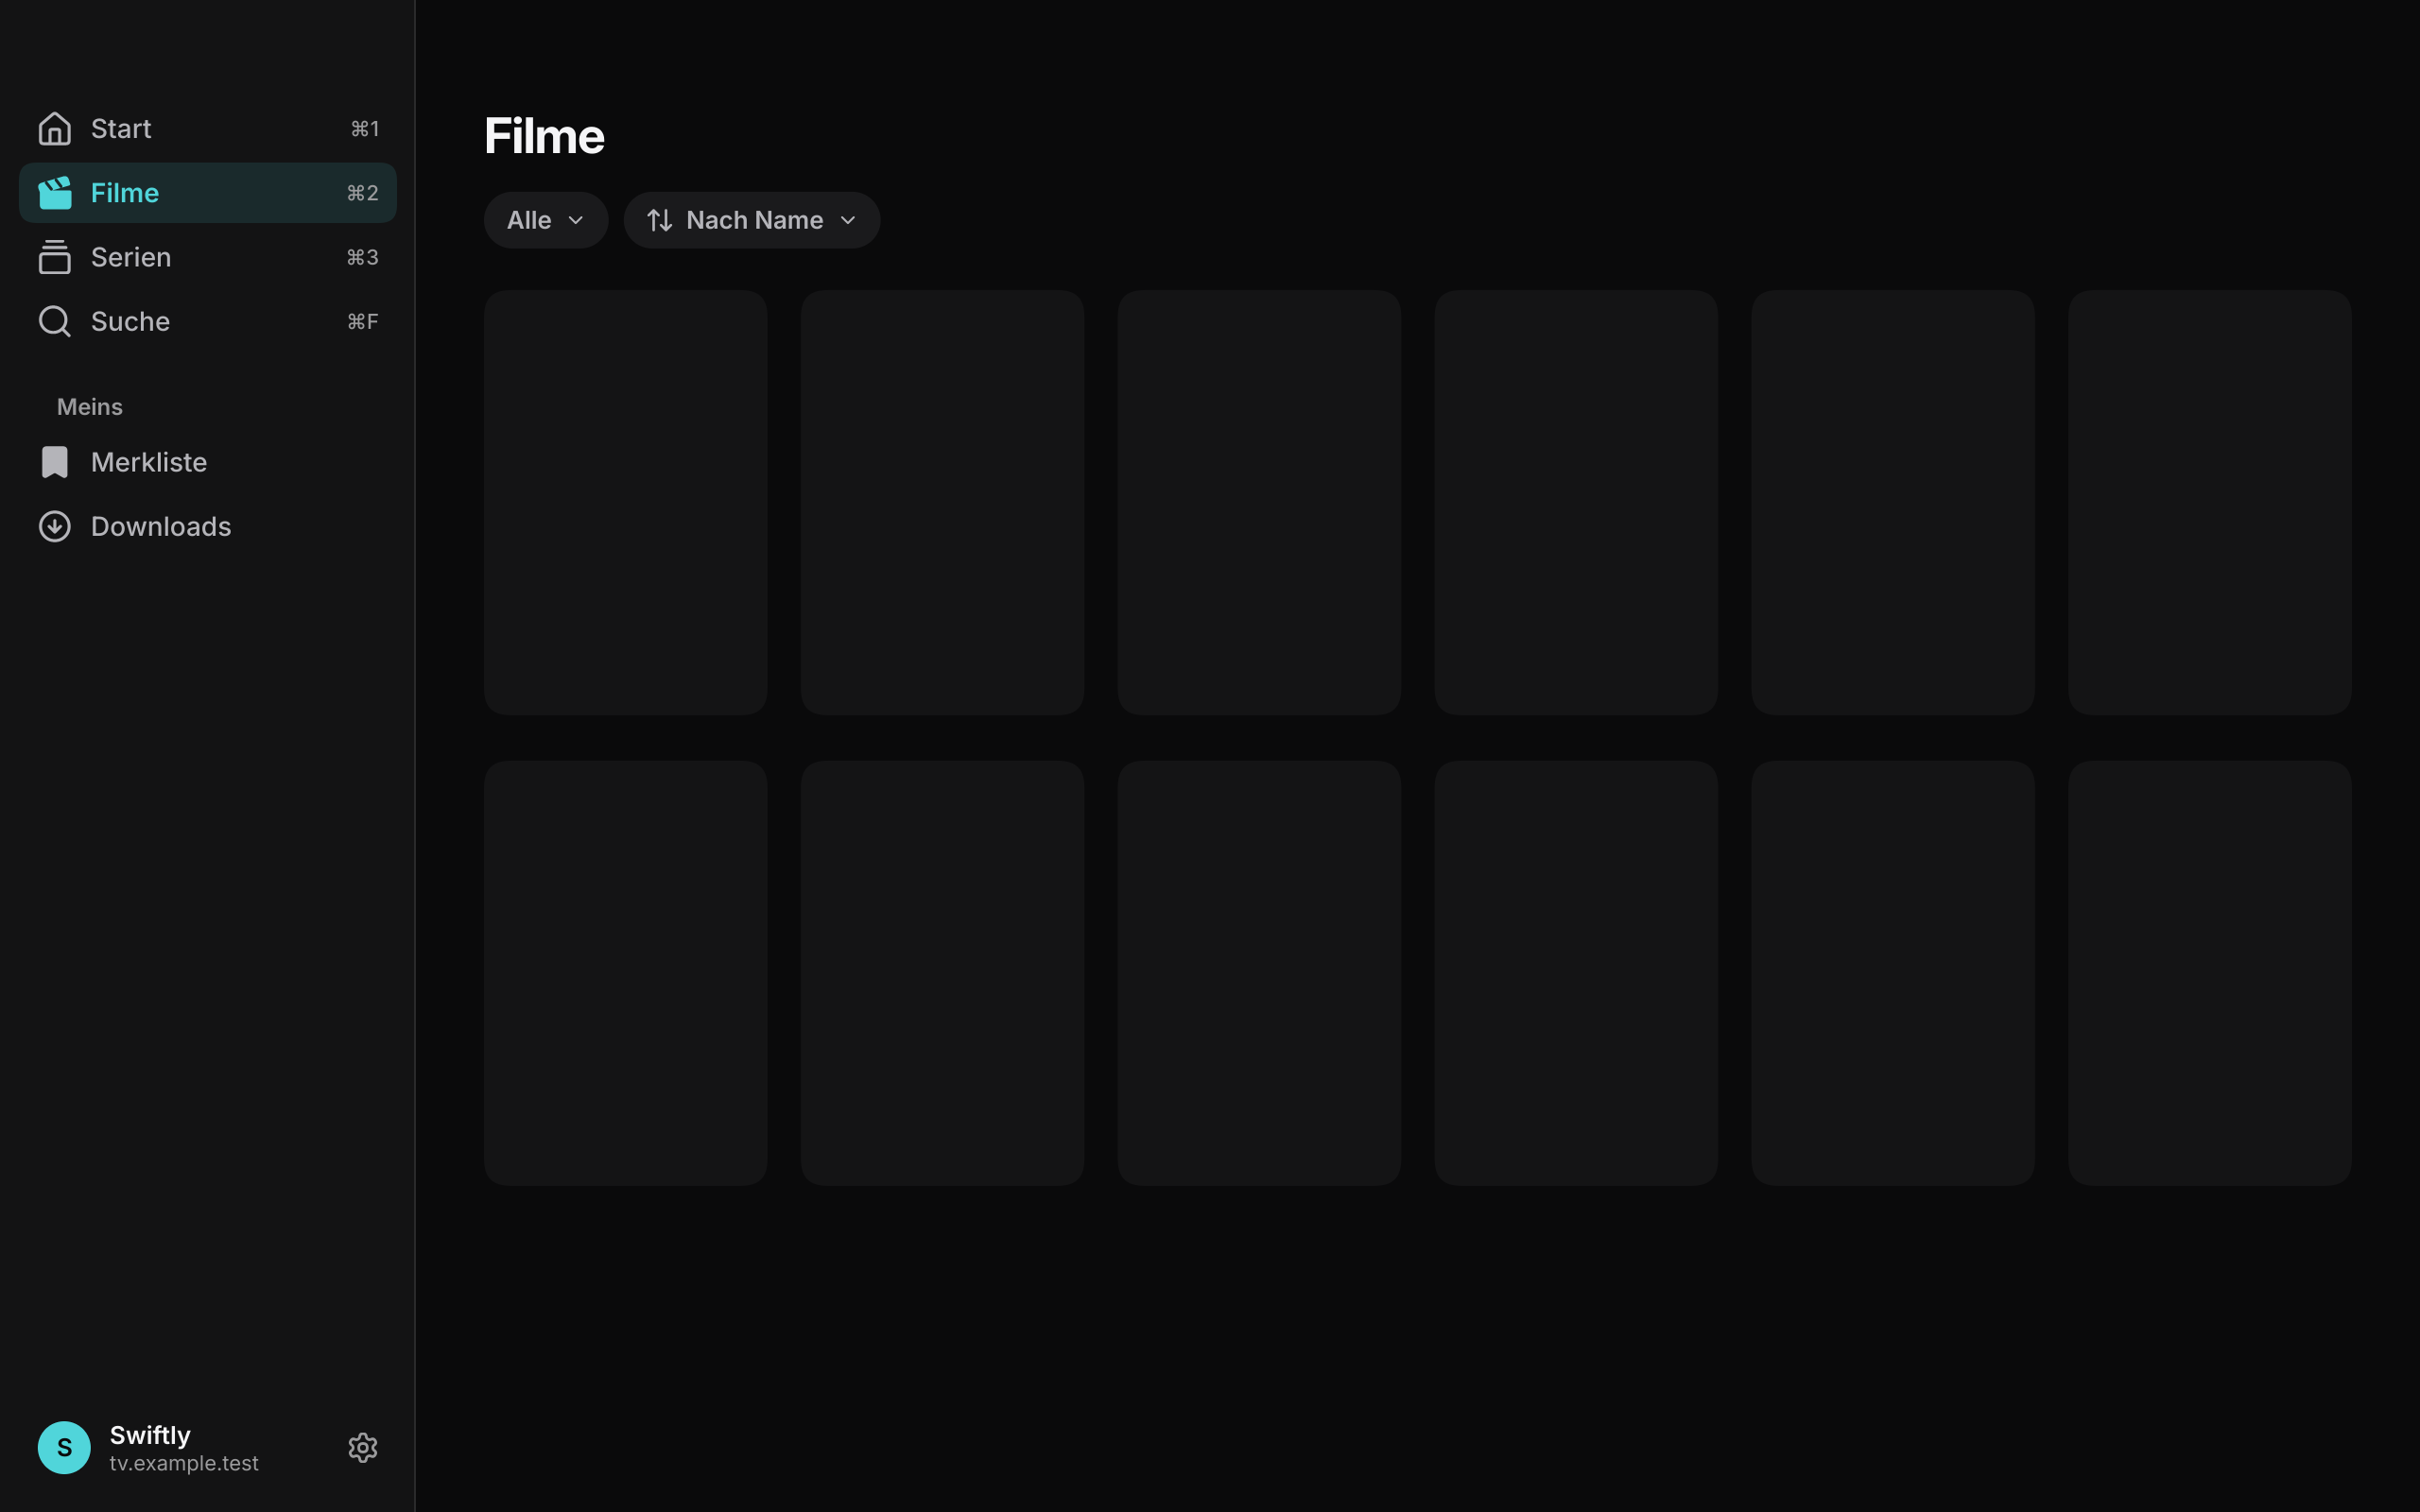 Start ⌘1
Filme ⌘2
Serien ⌘3
Suche ⌘F
Meins
Merkliste
Downloads
S
Swiftly
tv.example.test
Filme
Alle
Nach Name